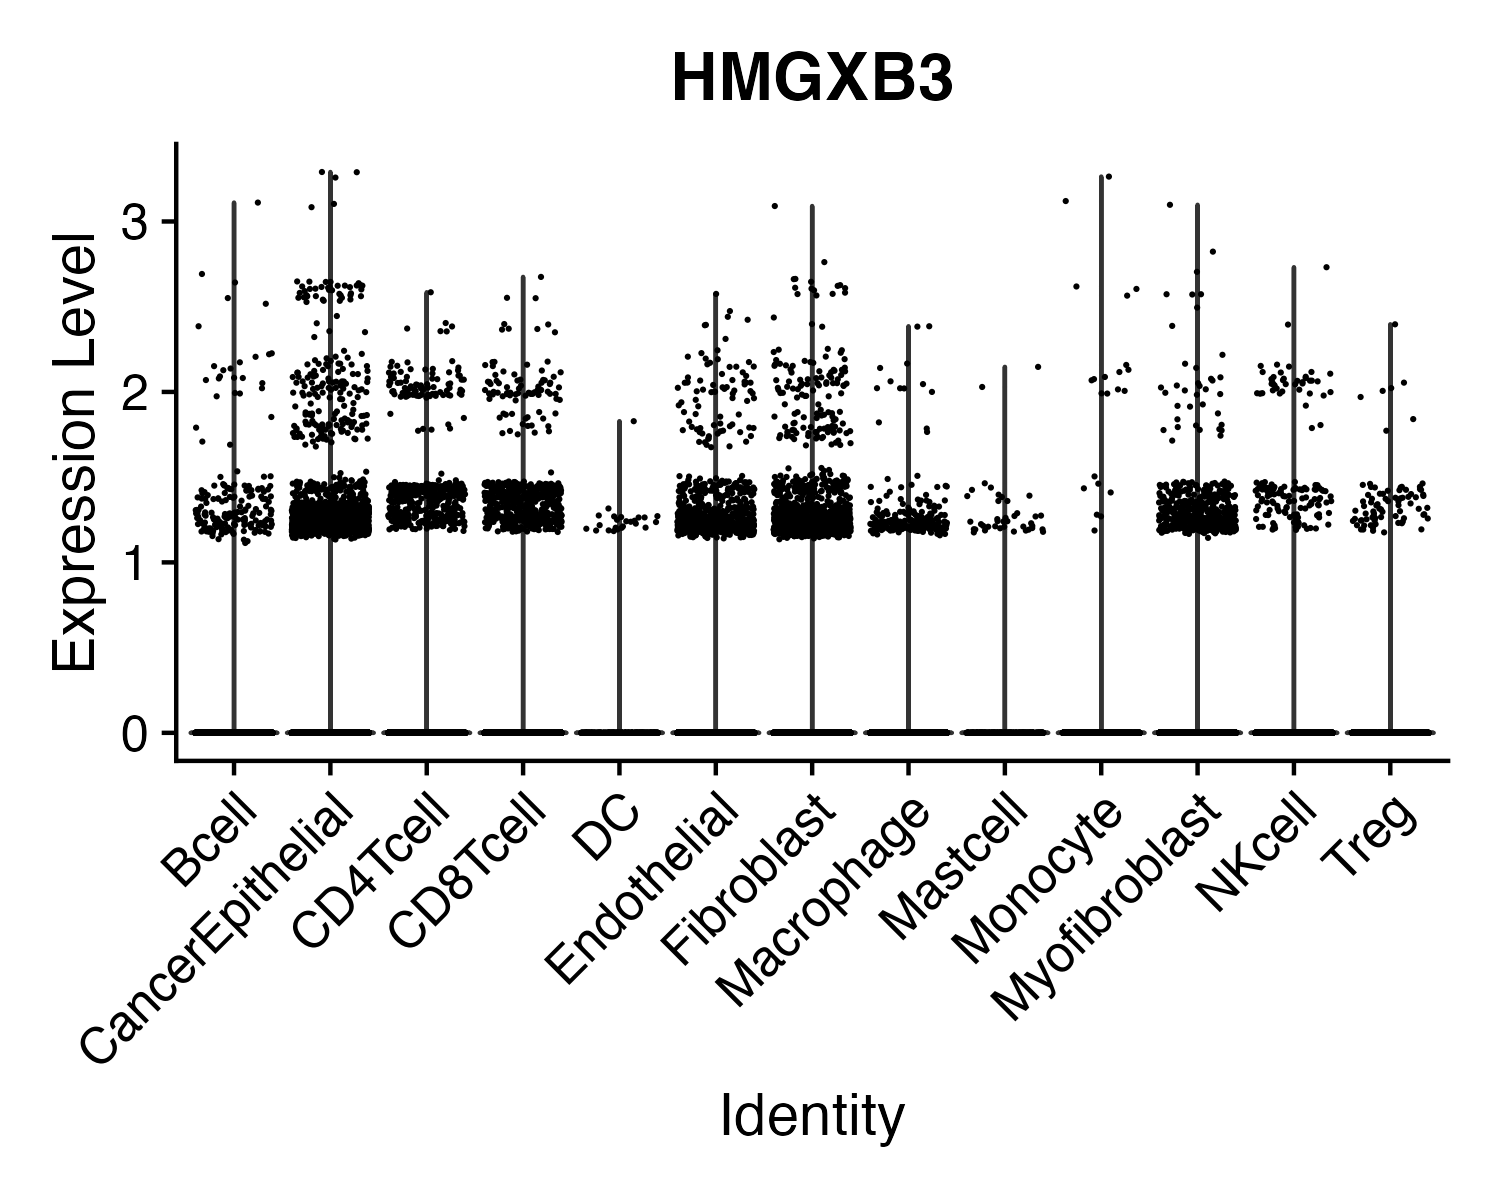 HMGXB3
Expression Level
3
2
1
0
Bcell
CancerEpithelial
CD4Tcell
CD8Tcell
DC
Endothelial
Fibroblast
Macrophage
Mastcell
Monocyte
Myofibroblast
NKcell
Treg
Identity